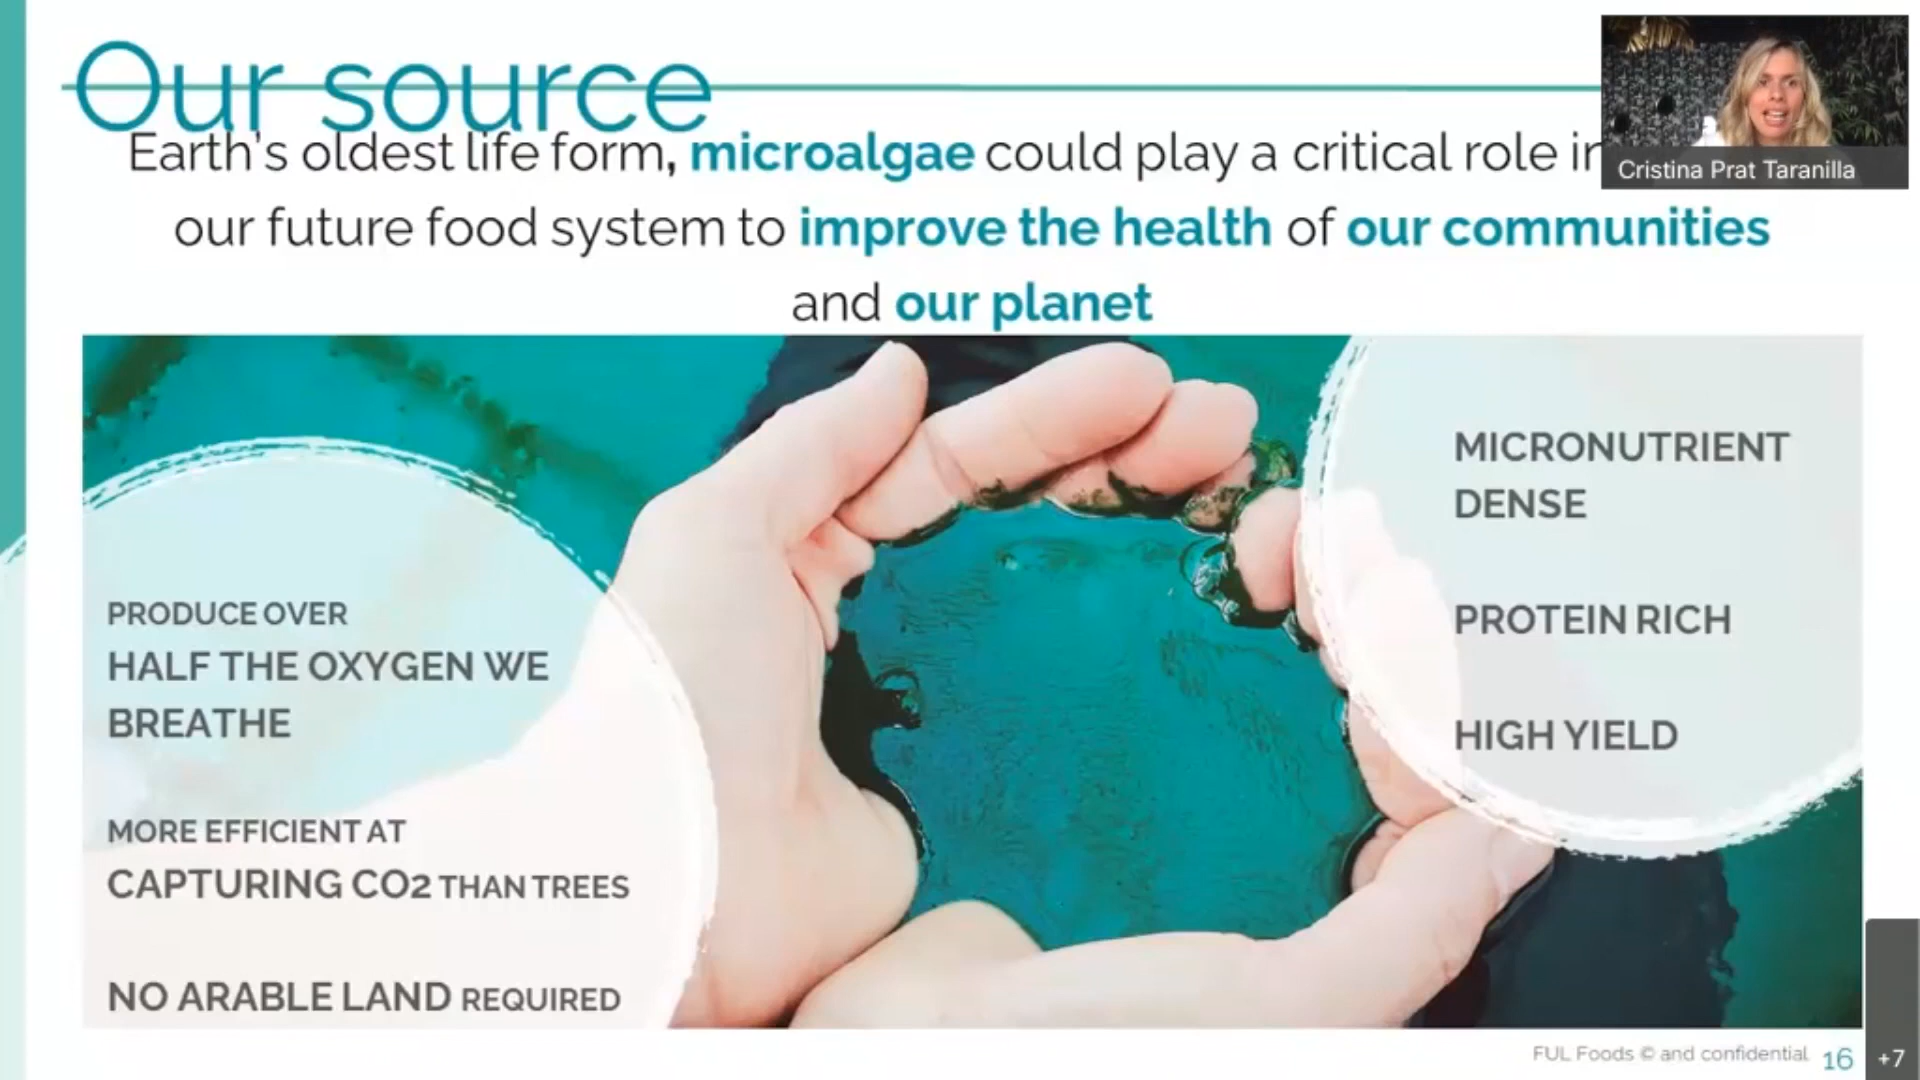 Our source
Earth's oldest life form, microalgae could play a critical role in
our future food system to improve the health of our communities
and our planet
Cristina Prat Taranilla
PRODUCE OVER
HALF THE OXYGEN WE
BREATHE
MORE EFFICIENT AT
CAPTURING CO2 THAN TREES
NO ARABLE LAND REQUIRED
MICRONUTRIENT
DENSE
PROTEIN RICH
HIGH YIELD
FUL Foods © and confidential 16
+7